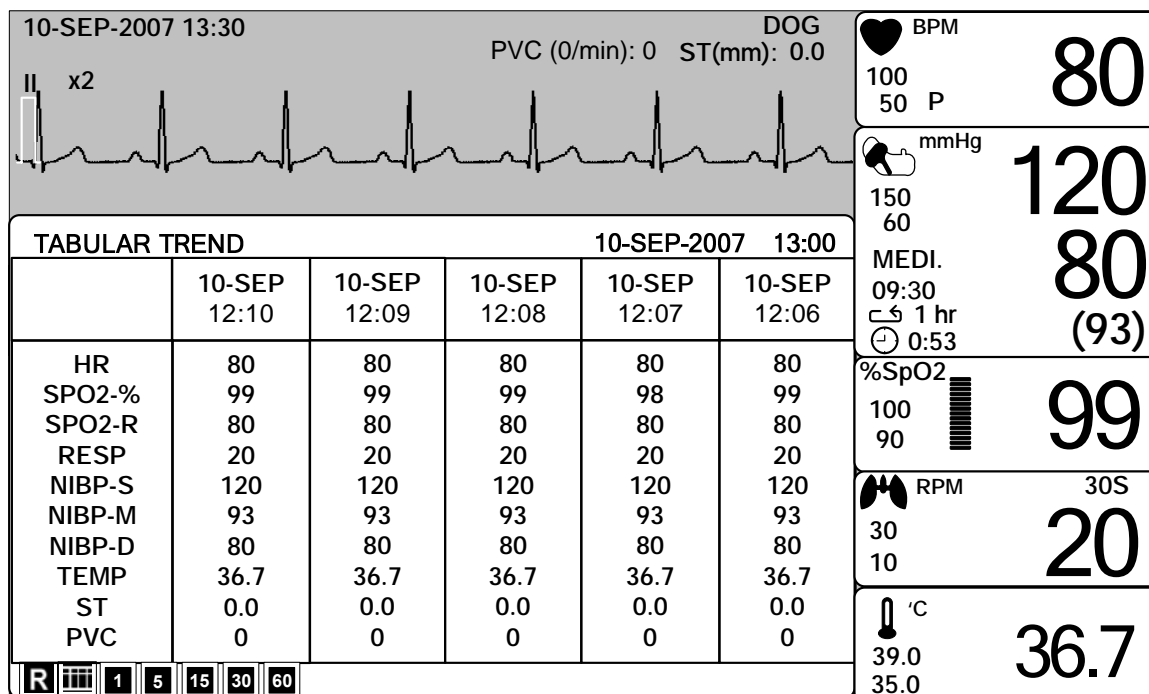 10-SEP-2007 13:30 DOG
PVC (0/min): 0 ST(mm): 0.0
II x2
TABULAR TREND 10-SEP-2007 13:00
10-SEP 10-SEP 10-SEP 10-SEP 10-SEP
12:10 12:09 12:08 12:07 12:06
HR 80 80 80 80 80
SPO2-% 99 99 99 98 99
SPO2-R 80 80 80 80 80
RESP 20 20 20 20 20
NIBP-S 120 120 120 120 120
NIBP-M 93 93 93 93 93
NIBP-D 80 80 80 80 80
TEMP 36.7 36.7 36.7 36.7 36.7
ST 0.0 0.0 0.0 0.0 0.0
PVC 0 0 0 0 0
R 1 5 15 30 60
BPM
80
100
50 P
mmHg
120
150
60
80
MEDI.
09:30
1 hr
(93)
0:53
%SpO2
99
100
90
RPM 30S
20
30
10
'C
36.7
39.0
35.0